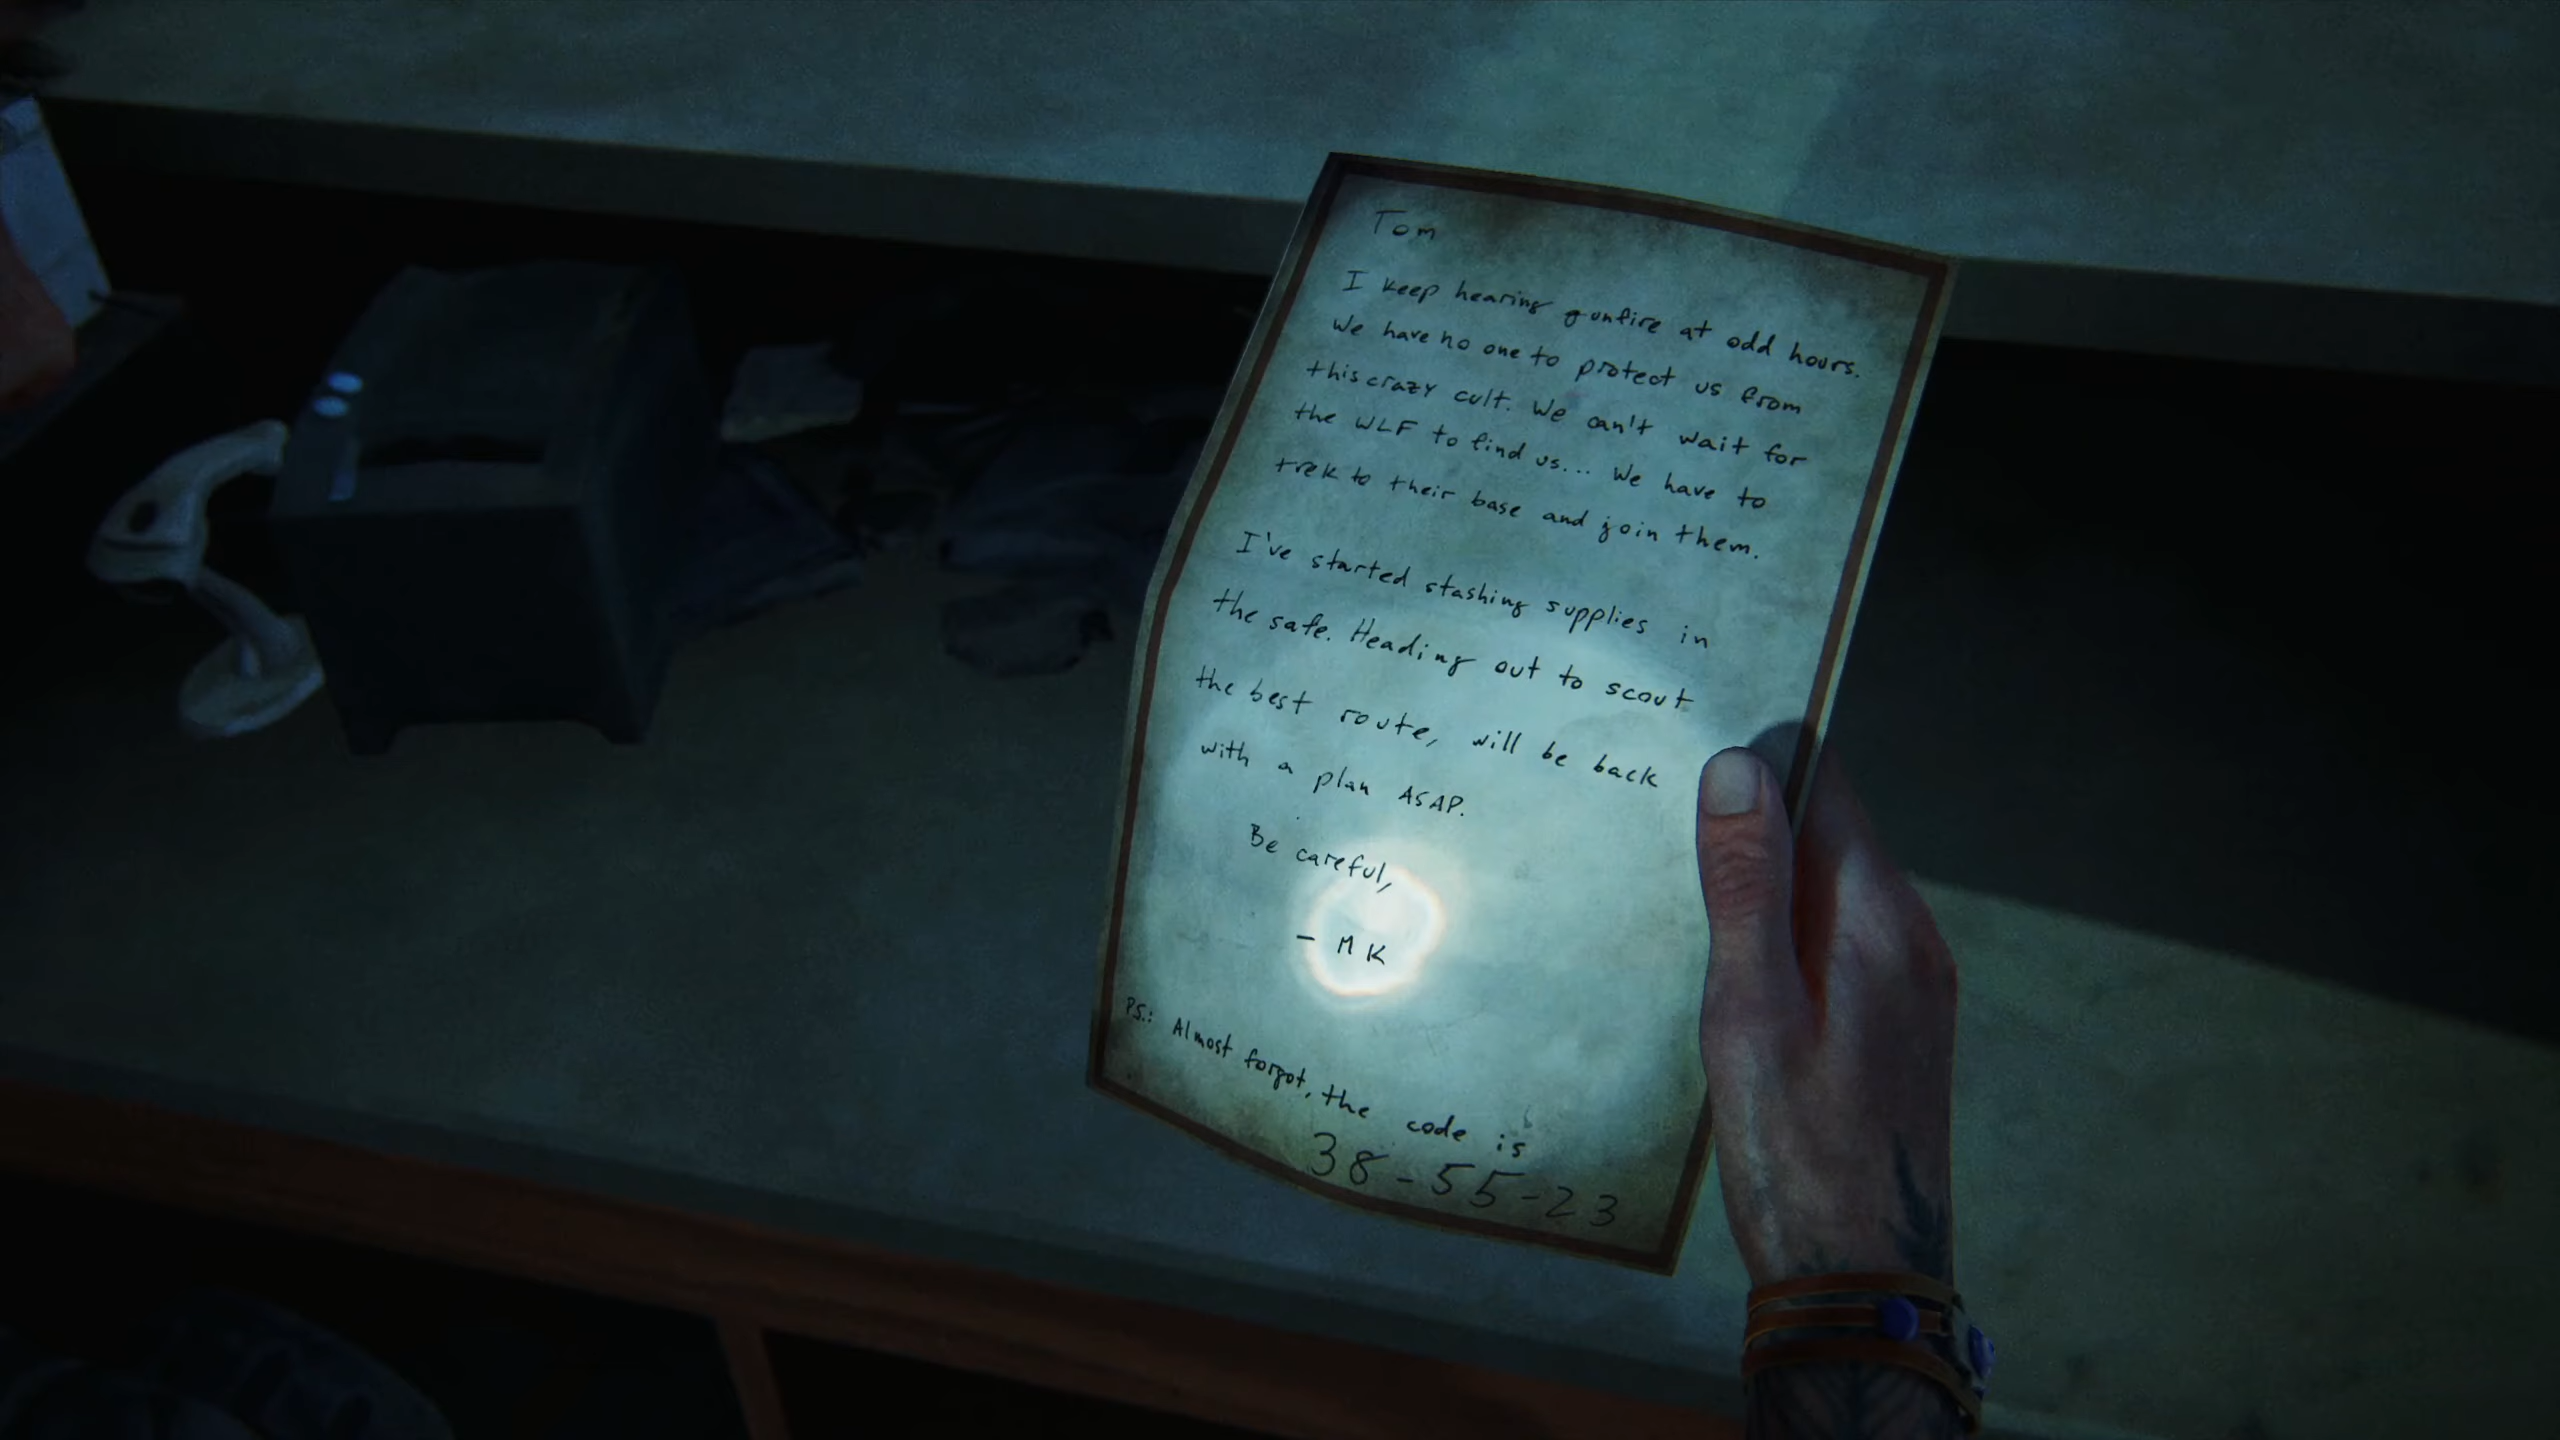 Tom
I keep hearing gunfire at odd hours.
We have no one to protect us from
this crazy cult. We can't wait for
the WLF to find us... We have to
trek to their base and join them.
I've started stashing supplies in
the safe. Heading out to scout
the best route, will be back
with a plan ASAP.
Be careful,
- MK
PS.: Almost forgot, the code is
38-55-23